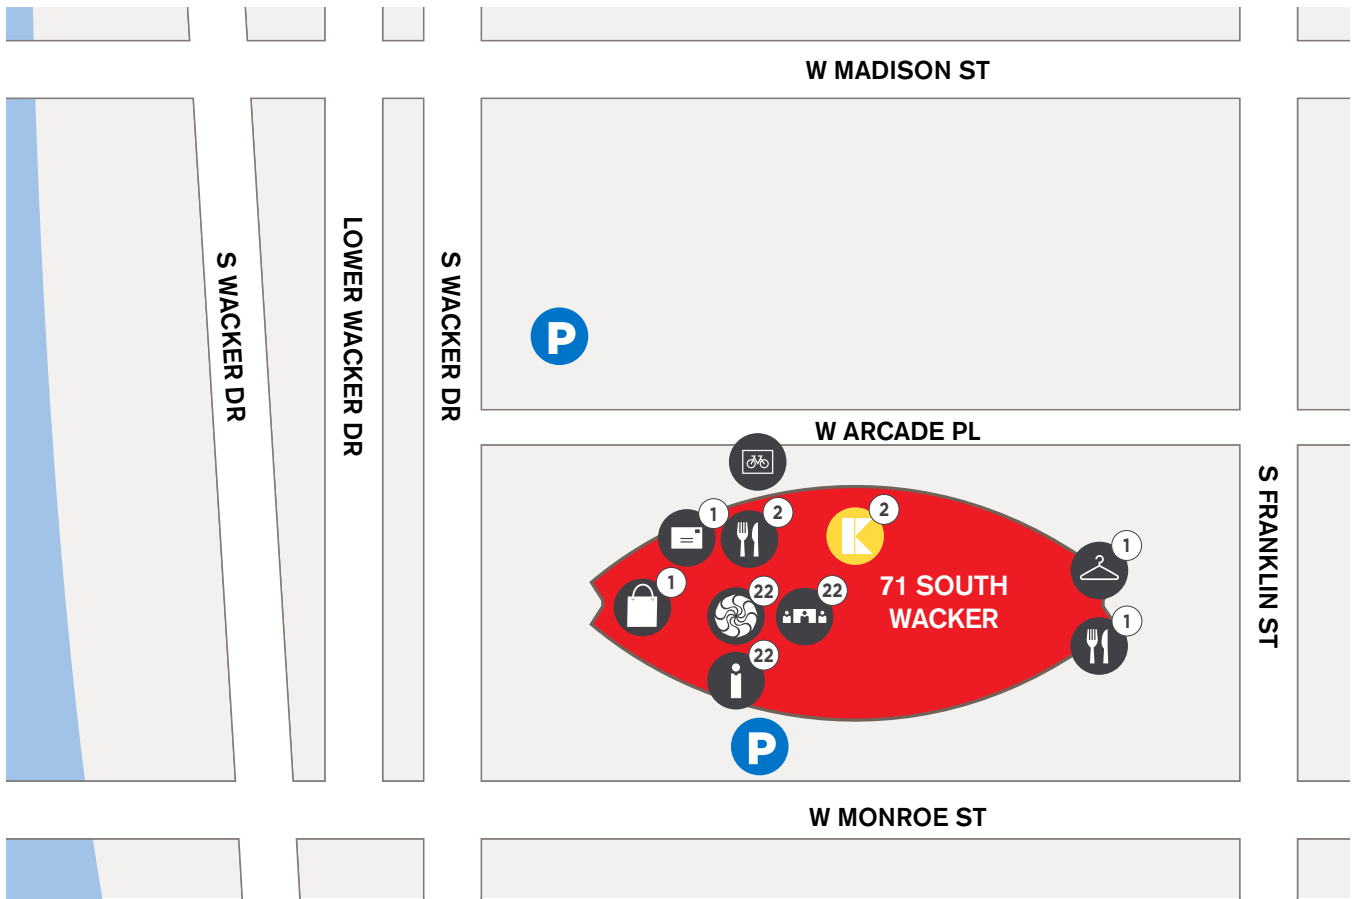 W MADISON ST
S WACKER DR
LOWER WACKER DR
S WACKER DR
P
W ARCADE PL
S FRANKLIN ST
1
2
K
2
1
1
22
22
71 SOUTH
WACKER
1
22
P
W MONROE ST